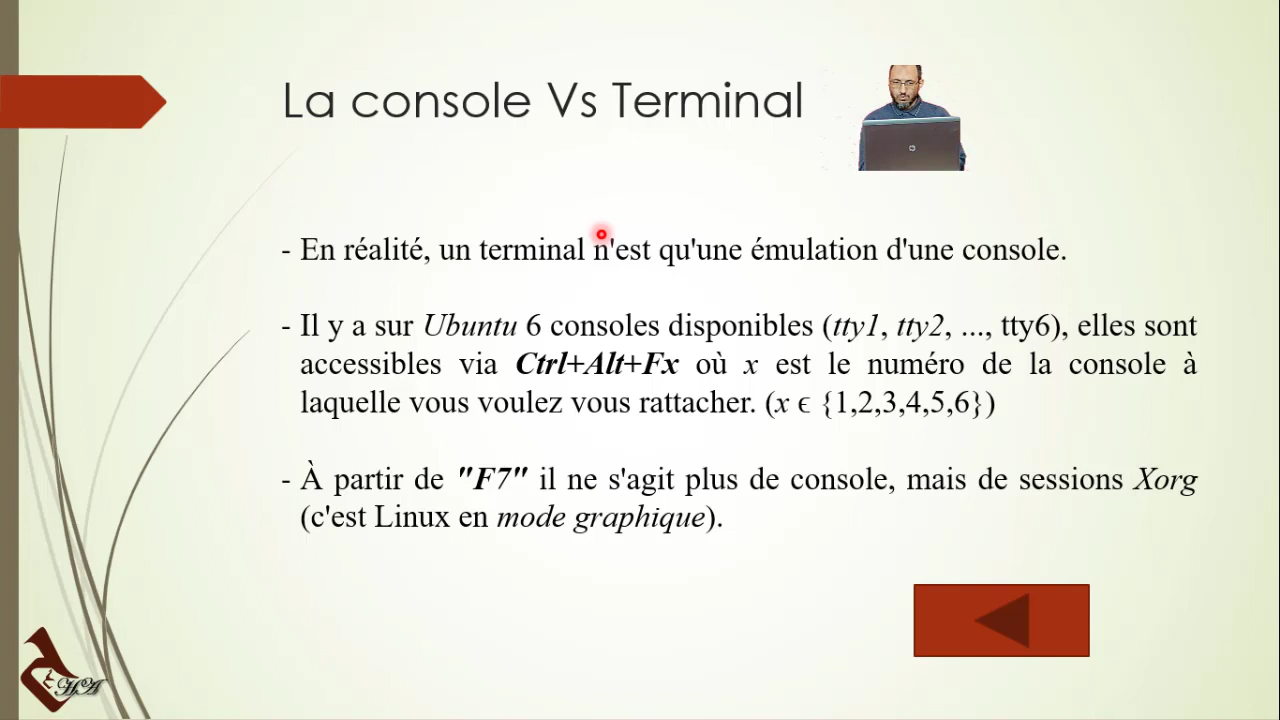 La console Vs Terminal
- En réalité, un terminal n'est qu'une émulation d'une console.
- Il y a sur Ubuntu 6 consoles disponibles (tty1, tty2, ..., tty6), elles sont
accessibles via Ctrl+Alt+Fx où x est le numéro de la console à
laquelle vous voulez vous rattacher. (x ϵ {1,2,3,4,5,6})
- À partir de "F7" il ne s'agit plus de console, mais de sessions Xorg
(c'est Linux en mode graphique).
HA